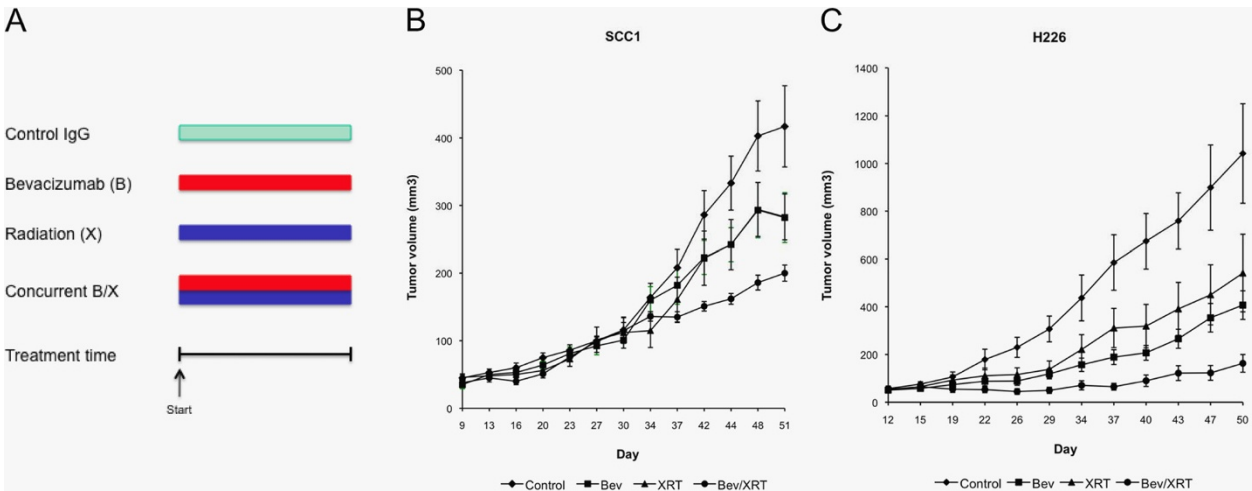 A
Control IgG
Bevacizumab (B)
Radiation (X)
Concurrent B/X
Treatment time
Start
B
SCC1
Tumor volume (mm3)
500
400
300
200
100
0
9 13 16 20 23 27 30 34 37 42 44 48 51
Day
Control Bev XRT Bev/XRT
C
H226
Tumor volume (mm3)
1400
1200
1000
800
600
400
200
0
12 15 19 22 26 29 34 37 40 43 47 50
Day
Control Bev XRT Bev/XRT